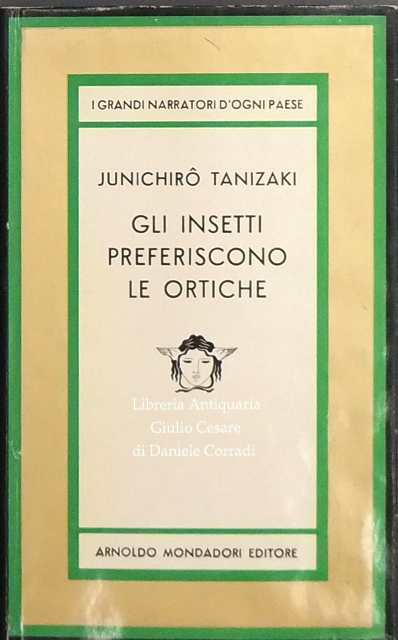 I GRANDI NARRATORI D'OGNI PAESE
JUNICHIRÔ TANIZAKI
GLI INSETTI
PREFERISCONO
LE ORTICHE
Libreria Antiquaria
Giulio Cesare
di Daniele Corradi
ARNOLDO MONDADORI EDITORE